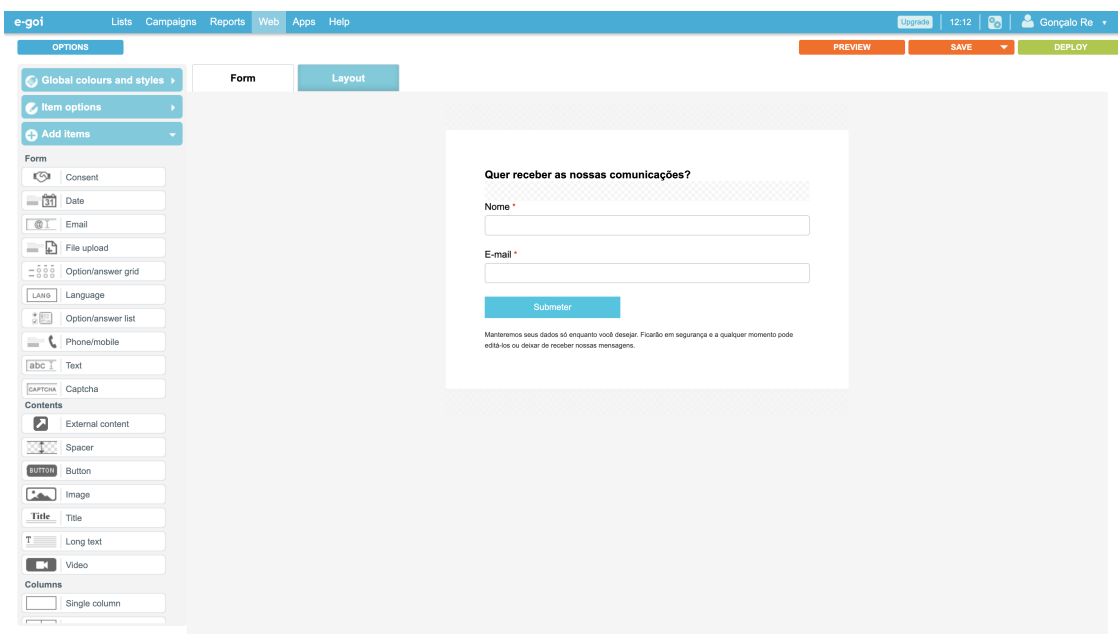 e-goi Lists Campaigns Reports Web Apps Help Upgrade 12:12 Gonçalo Re
OPTIONS PREVIEW SAVE DEPLOY
Global colours and styles
Item options
Add items
Form
Consent
31 Date
@ Email
File upload
Option/answer grid
LANG Language
Option/answer list
Phone/mobile
abc Text
CAPTCHA Captcha
Contents
External content
Spacer
BUTTON Button
Image
Title Title
T Long text
Video
Columns
Single column
Form Layout
Quer receber as nossas comunicações?
Nome *
E-mail *
Submeter
Manteremos seus dados só enquanto você desejar. Ficarão em segurança e a qualquer momento pode
editá-los ou deixar de receber nossas mensagens.